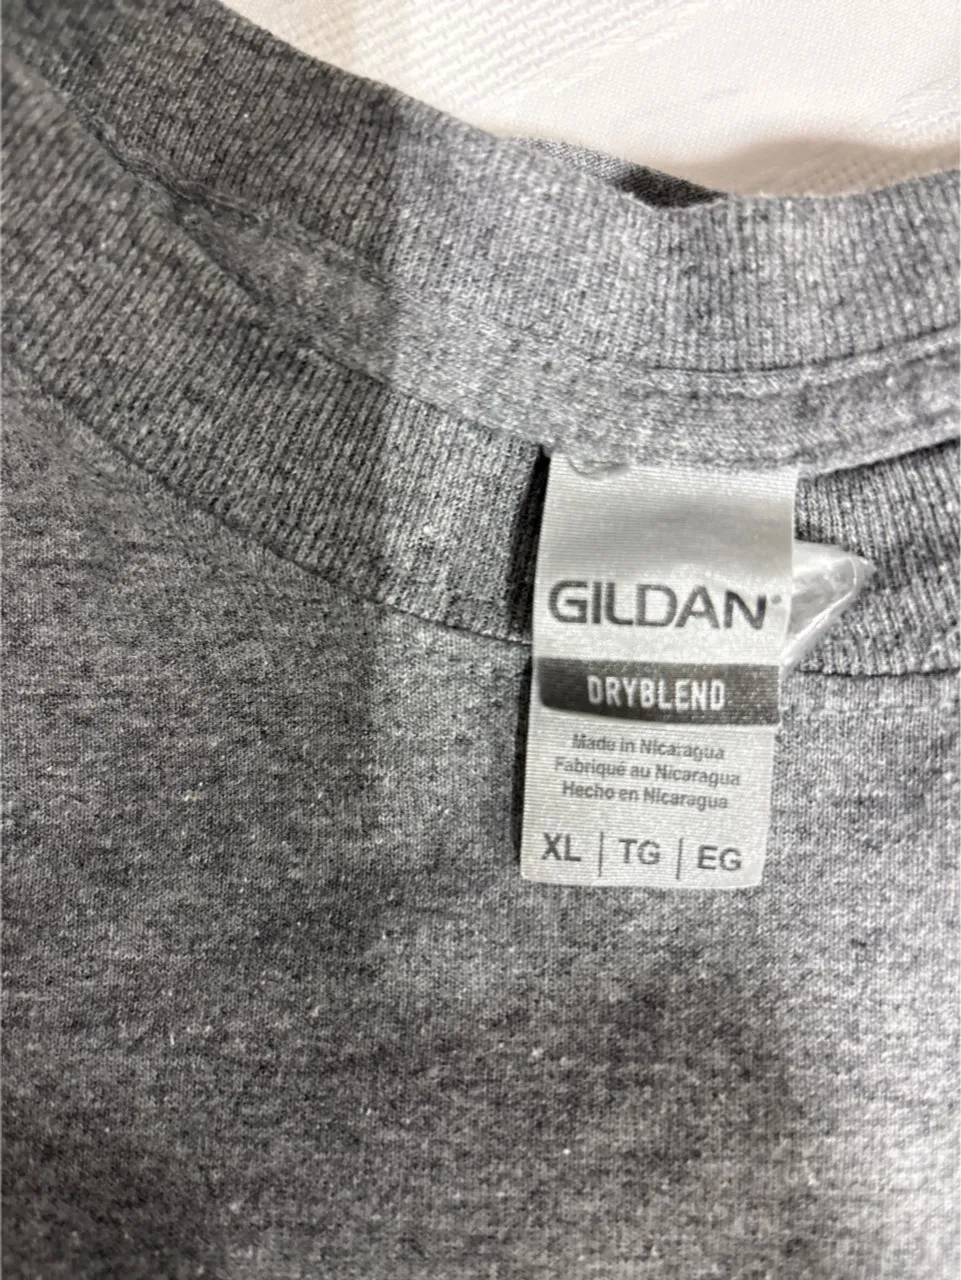 GILDAN
DRYBLEND
Made in Nicaragua
Fabriqué au Nicaragua
Hecho en Nicaragua
XL | TG | EG